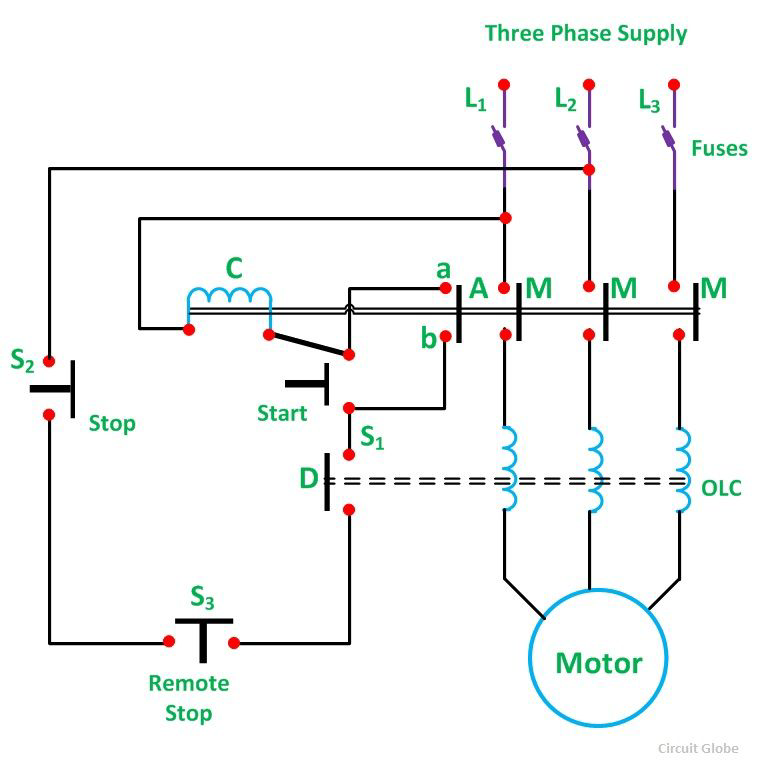 Three Phase Supply
L₁
L₂
L₃
Fuses
C
a
A
M
M
M
b
S₂
Stop
Start
S₁
D
OLC
S₃
Remote
Stop
Motor
Circuit Globe